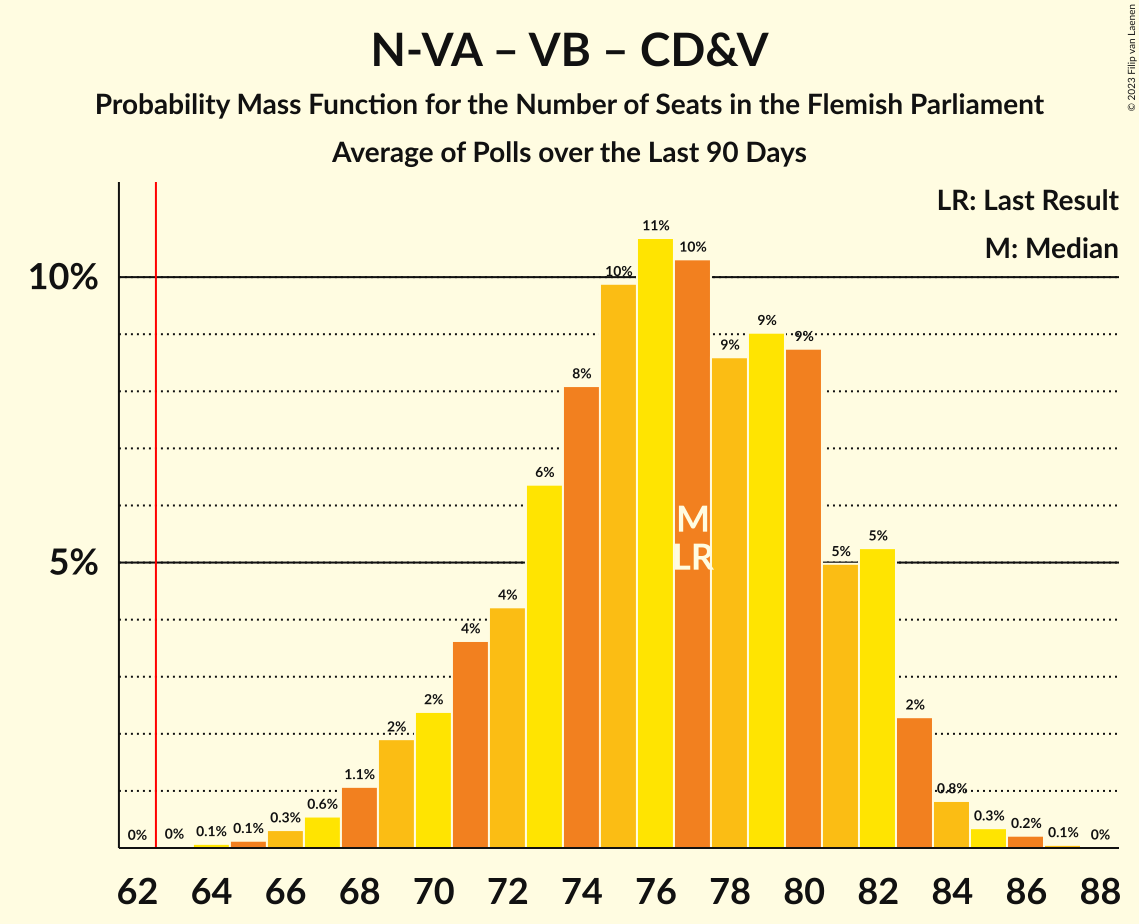 N-VA – VB – CD&V
Probability Mass Function for the Number of Seats in the Flemish Parliament
Average of Polls over the Last 90 Days
© 2023 Filip van Laenen
LR: Last Result
M: Median
10%
5%
0% 0% 0.1% 0.1% 0.3% 0.6% 1.1% 2% 2% 4% 4% 6% 8% 10% 11% 10% 9% 9% 9% 5% 5% 2% 0.8% 0.3% 0.2% 0.1% 0%
M
LR
62 64 66 68 70 72 74 76 78 80 82 84 86 88